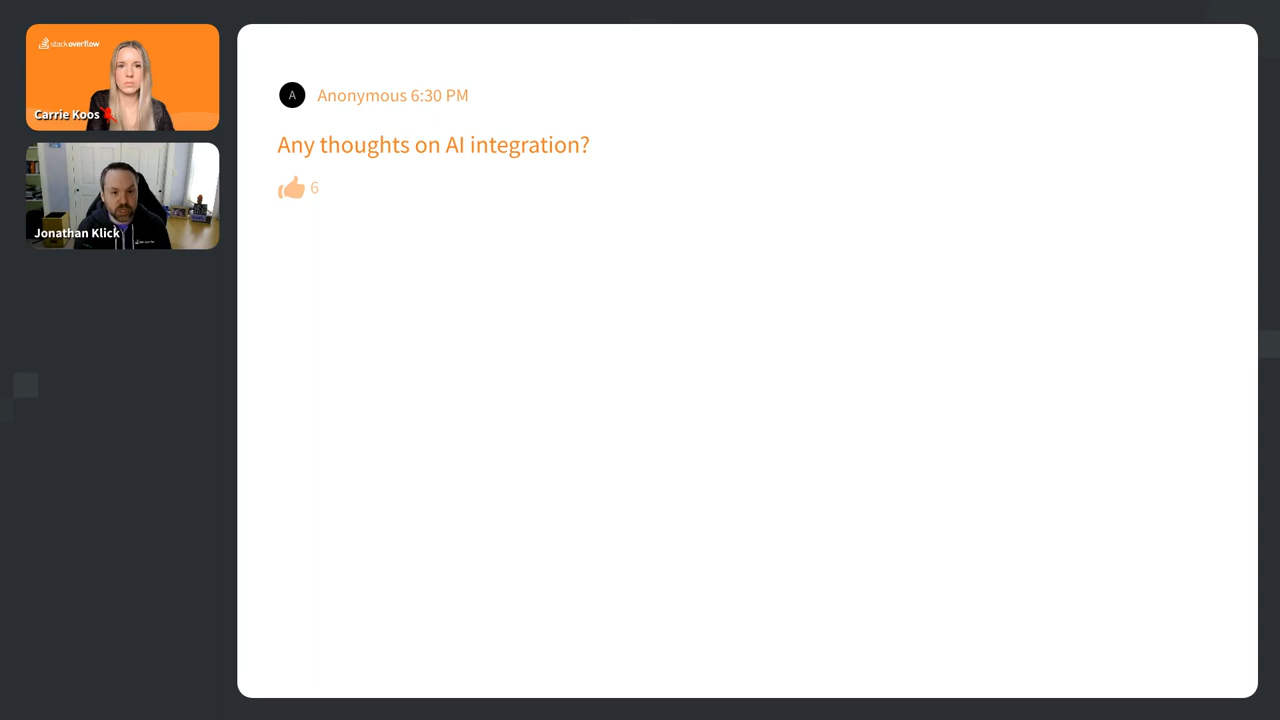 stackoverflow
Carrie Koos
Jonathan Klick
A
Anonymous 6:30 PM
Any thoughts on AI integration?
6